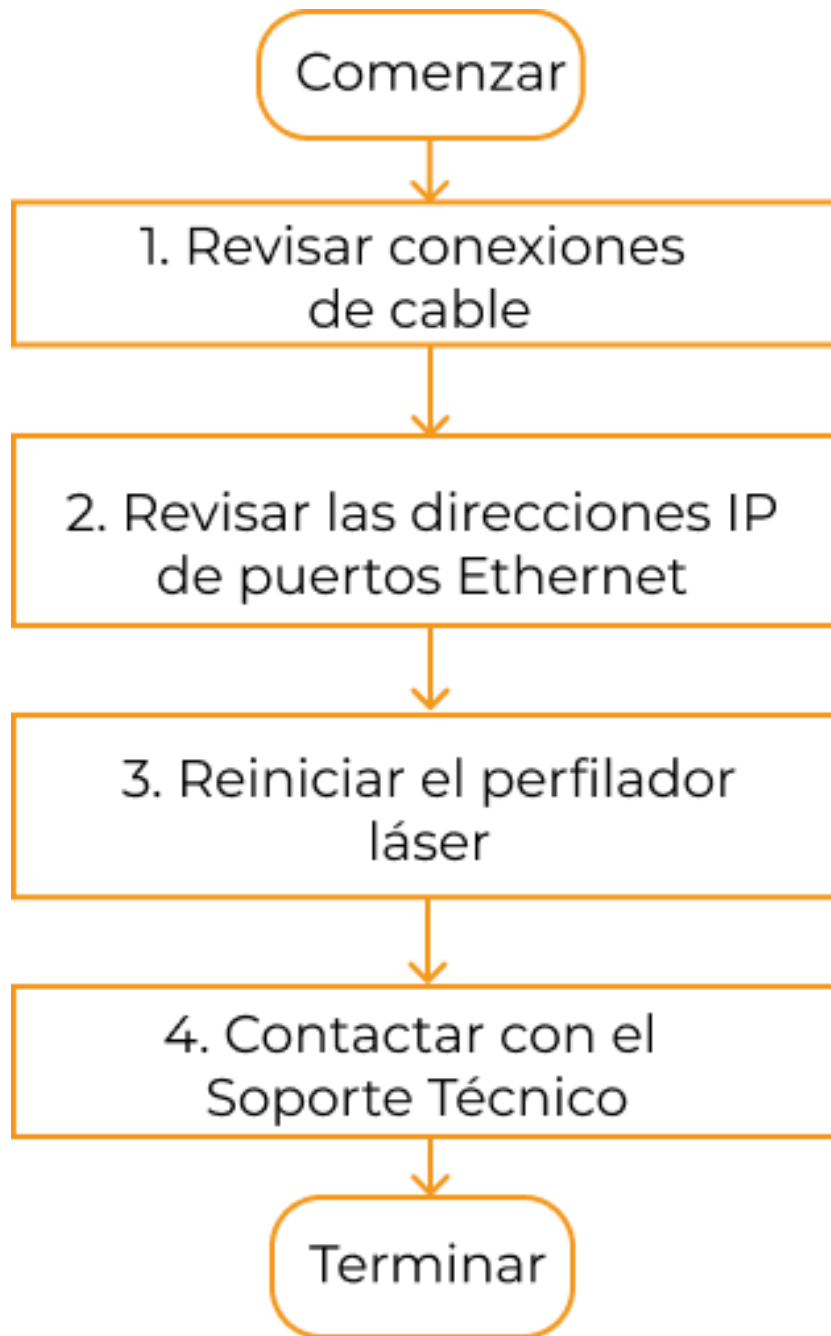 Comenzar
1. Revisar conexiones
de cable
2. Revisar las direcciones IP
de puertos Ethernet
3. Reiniciar el perfilador
láser
4. Contactar con el
Soporte Técnico
Terminar